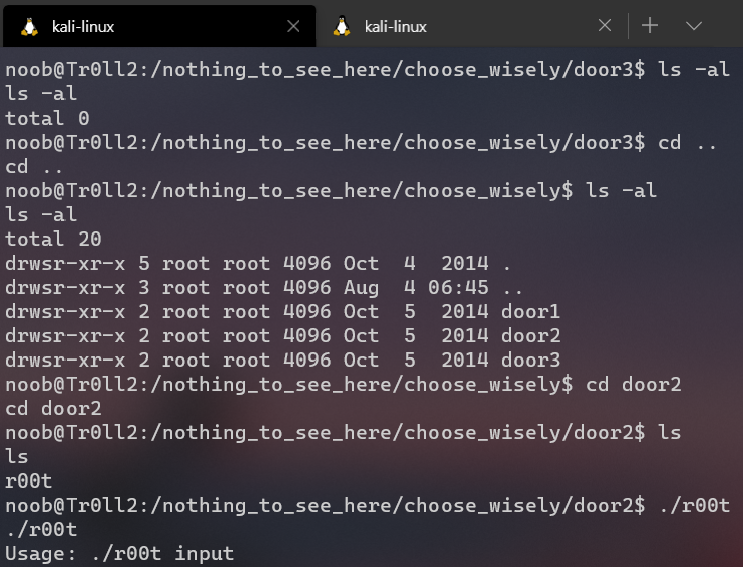 kali-linux kali-linux
noob@Tr0ll2:/nothing_to_see_here/choose_wisely/door3$ ls -al
ls -al
total 0
noob@Tr0ll2:/nothing_to_see_here/choose_wisely/door3$ cd ..
cd ..
noob@Tr0ll2:/nothing_to_see_here/choose_wisely$ ls -al
ls -al
total 20
drwsr-xr-x 5 root root 4096 Oct  4  2014 .
drwsr-xr-x 3 root root 4096 Aug  4 06:45 ..
drwsr-xr-x 2 root root 4096 Oct  5  2014 door1
drwsr-xr-x 2 root root 4096 Oct  5  2014 door2
drwsr-xr-x 2 root root 4096 Oct  5  2014 door3
noob@Tr0ll2:/nothing_to_see_here/choose_wisely$ cd door2
cd door2
noob@Tr0ll2:/nothing_to_see_here/choose_wisely/door2$ ls
ls
r00t
noob@Tr0ll2:/nothing_to_see_here/choose_wisely/door2$ ./r00t
./r00t
Usage: ./r00t input